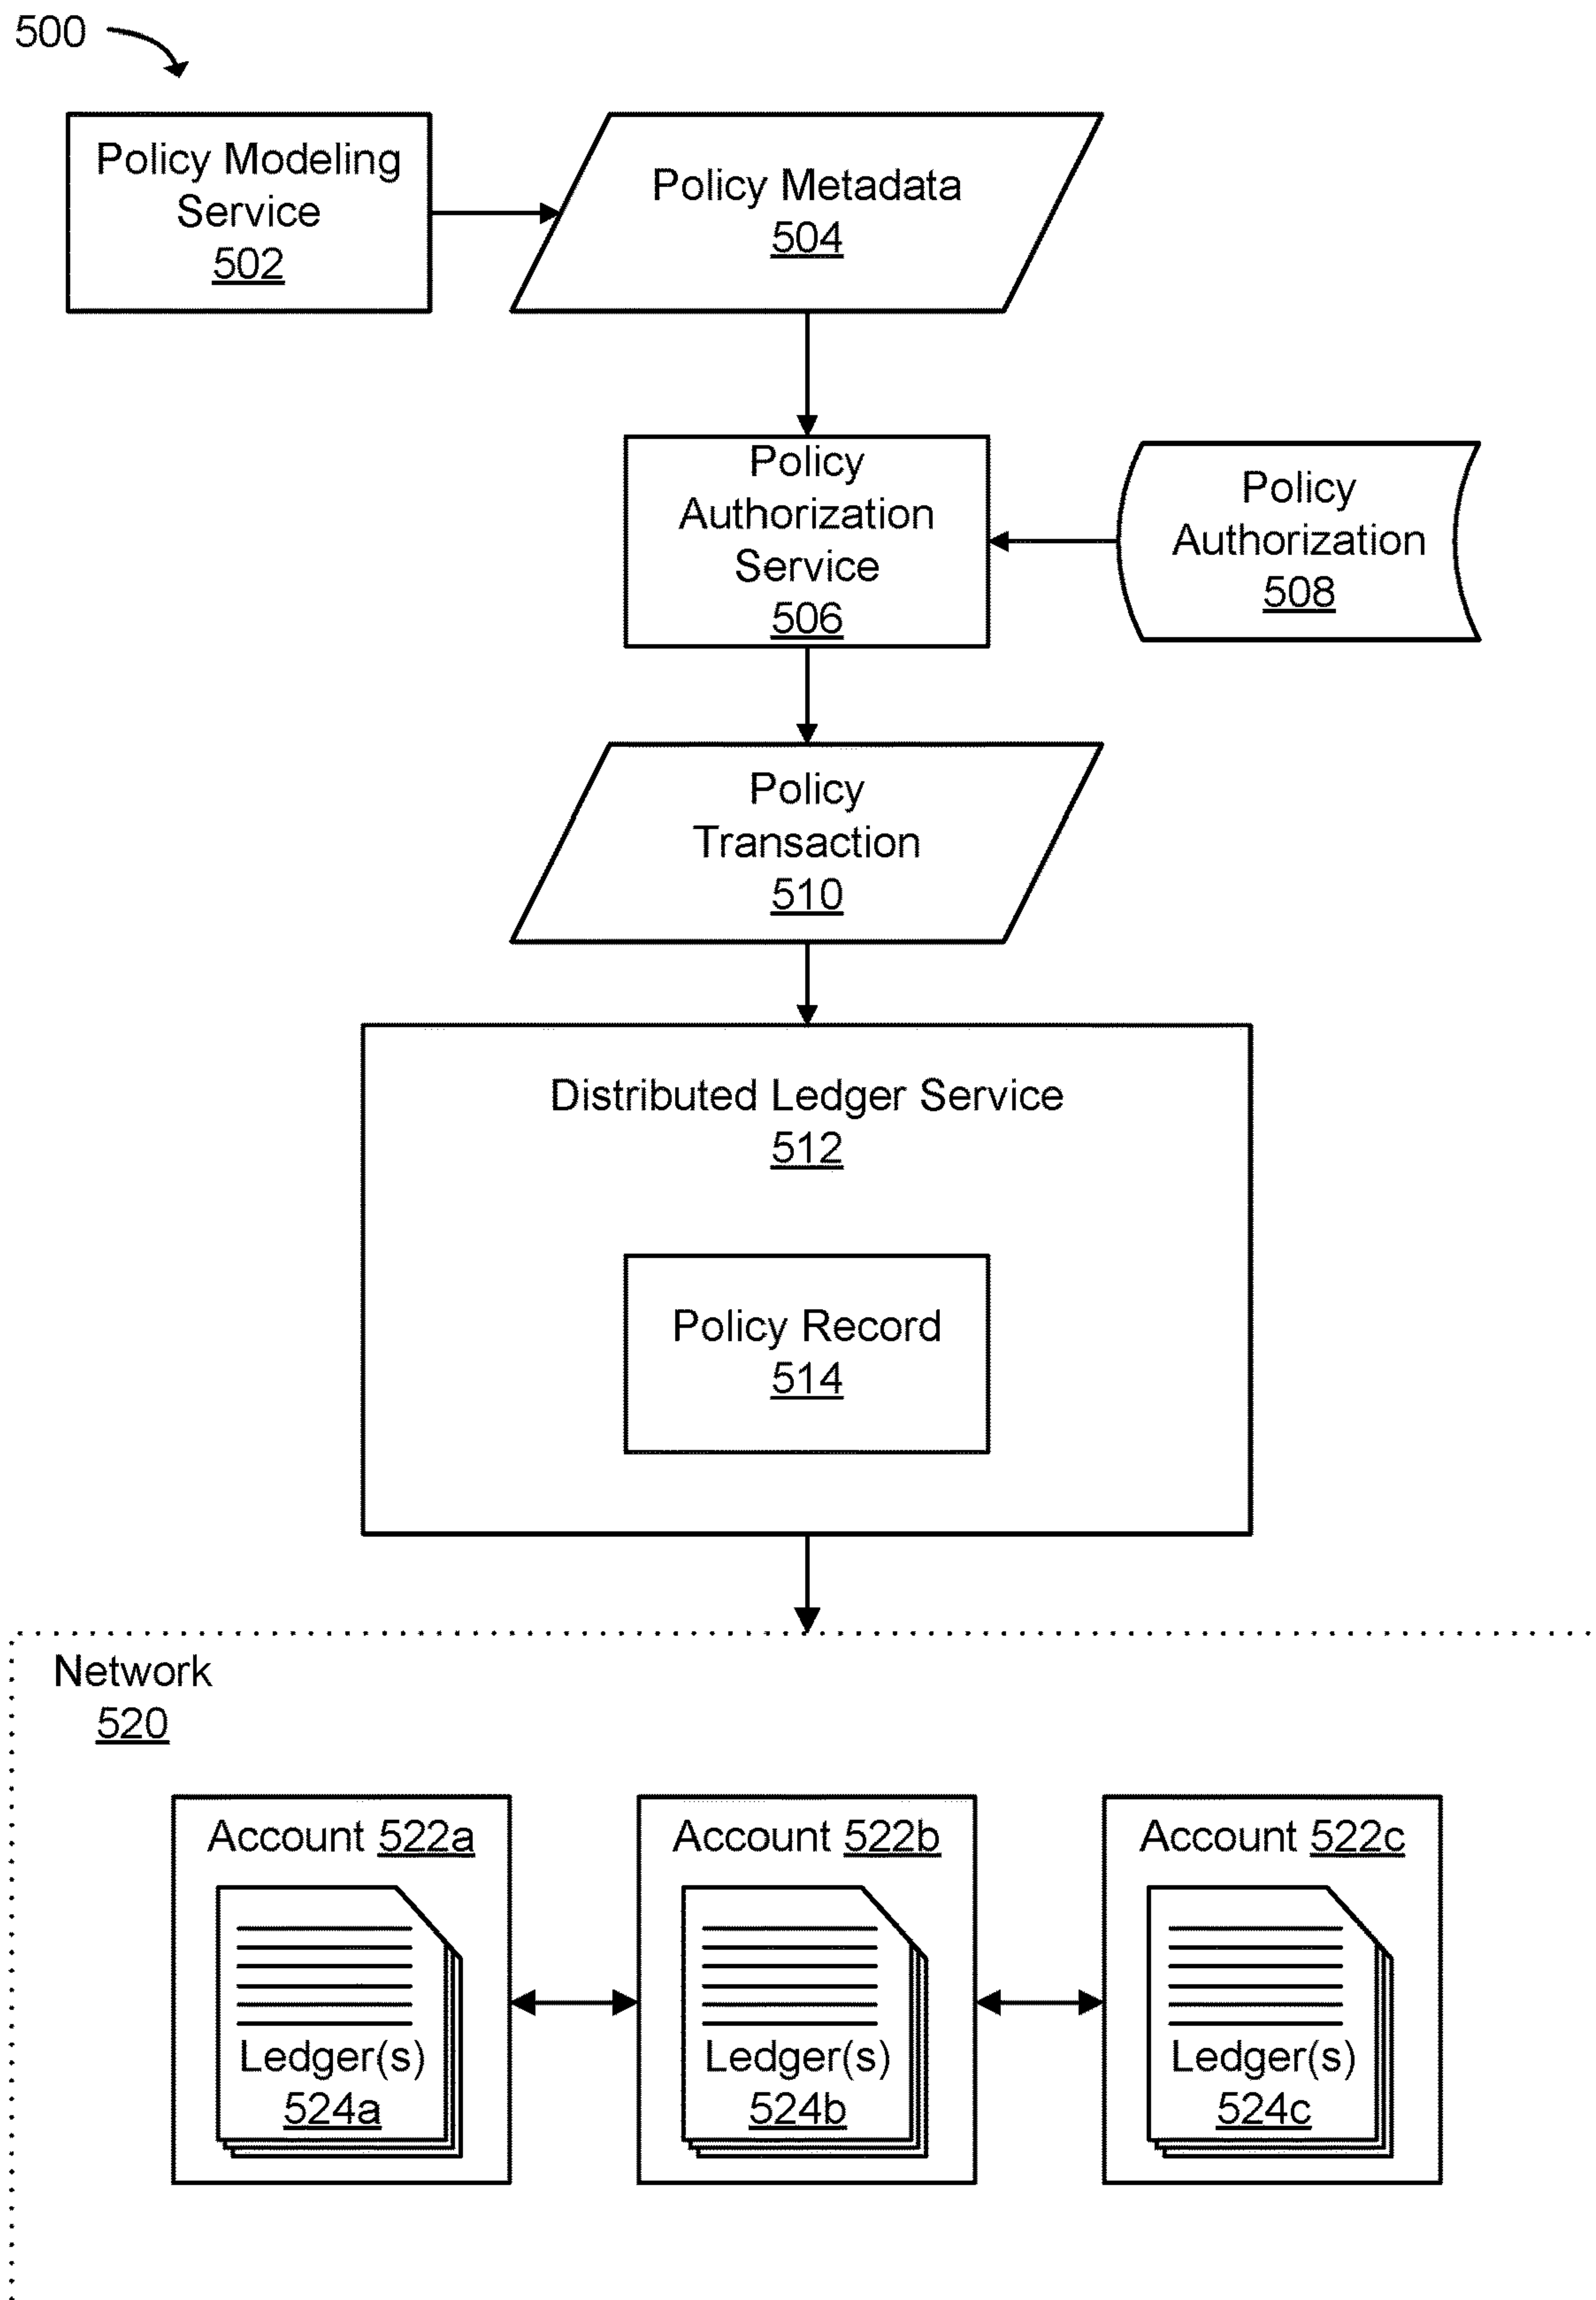 500
Policy Modeling
Service
502
Policy Metadata
504
Policy
Authorization
Service
506
Policy
Authorization
508
Policy
Transaction
510
Distributed Ledger Service
512
Policy Record
514
Network
520
Account 522a
Ledger(s)
524a
Account 522b
Ledger(s)
524b
Account 522c
Ledger(s)
524c